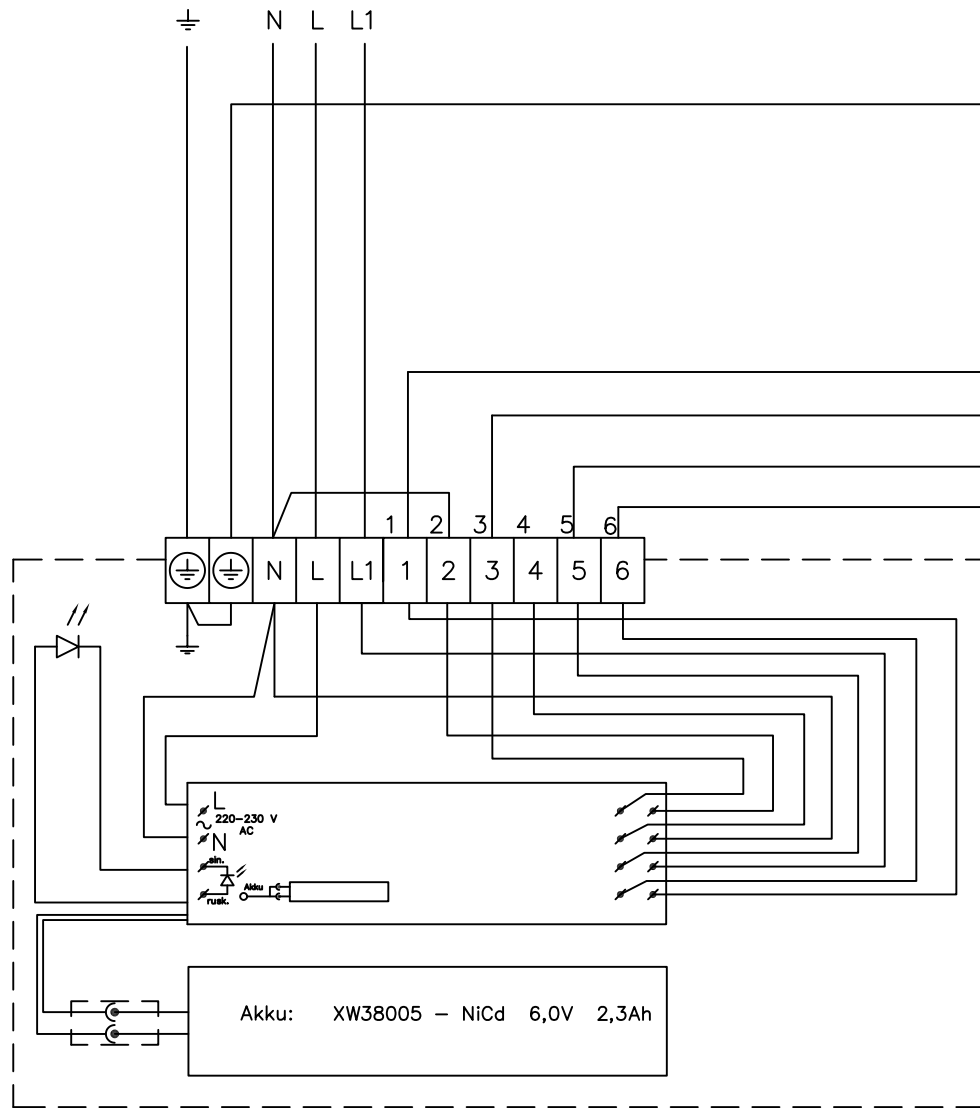 N L L1
1 2 3 4 5 6
N L L1 1 2 3 4 5 6
L
220-230 V
AC
N
sin.
Akku
rusk.
Akku: XW38005 - NiCd 6,0V 2,3Ah